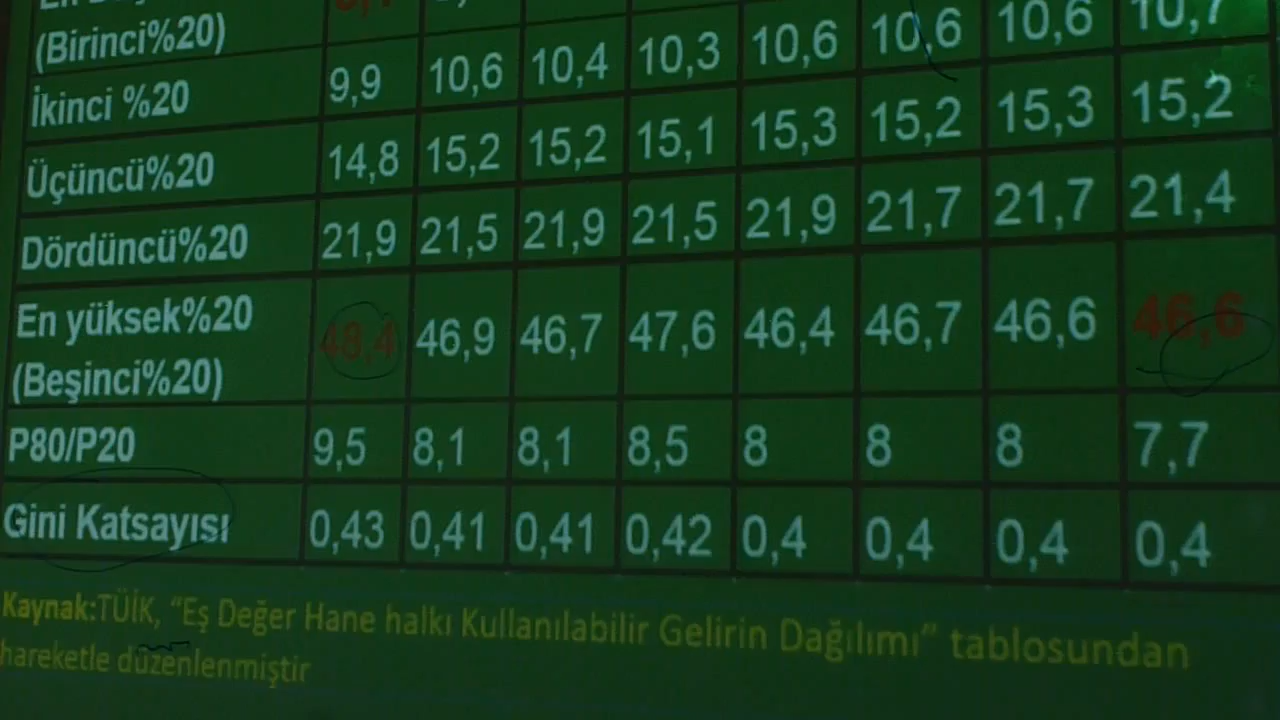 (Birinci%20)
İkinci %20 9,9 10,6 10,4 10,3 10,6 10,6 10,6 10,7
Üçüncü%20 14,8 15,2 15,2 15,1 15,3 15,2 15,3 15,2
Dördüncü%20 21,9 21,5 21,9 21,5 21,9 21,7 21,7 21,4
En yüksek%20 48,4 46,9 46,7 47,6 46,4 46,7 46,6 46,6
(Beşinci%20)
P80/P20 9,5 8,1 8,1 8,5 8 8 8 7,7
Gini Katsayısı 0,43 0,41 0,41 0,42 0,4 0,4 0,4 0,4
Kaynak:TÜİK, “Eş Değer Hane halkı Kullanılabilir Gelirin Dağılımı” tablosundan
hareketle düzenlenmiştir